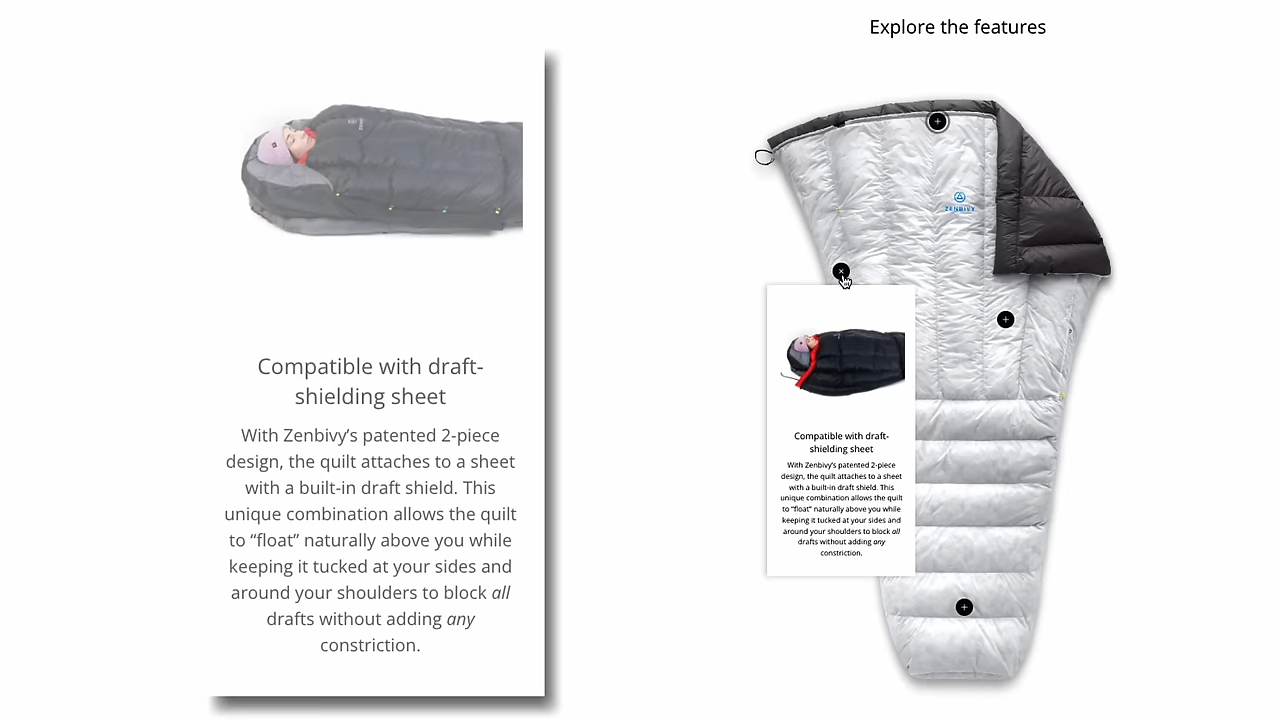 Explore the features
Compatible with draft-
shielding sheet
With Zenbivy’s patented 2-piece
design, the quilt attaches to a sheet
with a built-in draft shield. This
unique combination allows the quilt
to “float” naturally above you while
keeping it tucked at your sides and
around your shoulders to block all
drafts without adding any
constriction.
ZENBIVY
Compatible with draft-
shielding sheet
With Zenbivy’s patented 2-piece
design, the quilt attaches to a sheet
with a built-in draft shield. This
unique combination allows the quilt
to “float” naturally above you while
keeping it tucked at your sides and
around your shoulders to block all
drafts without adding any
constriction.